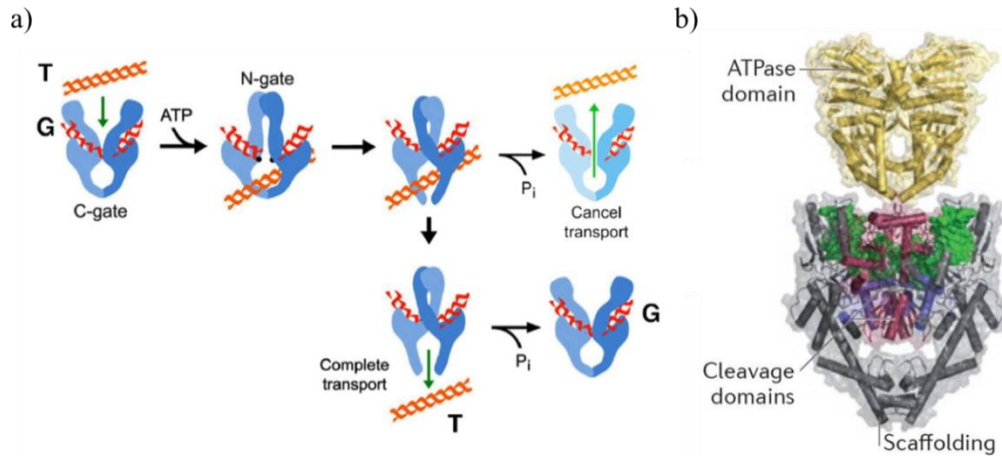 a)
T
G
C-gate
ATP
N-gate
Pi
Cancel
transport
Complete
transport
T
Pi
G
b)
ATPase
domain
Cleavage
domains
Scaffolding